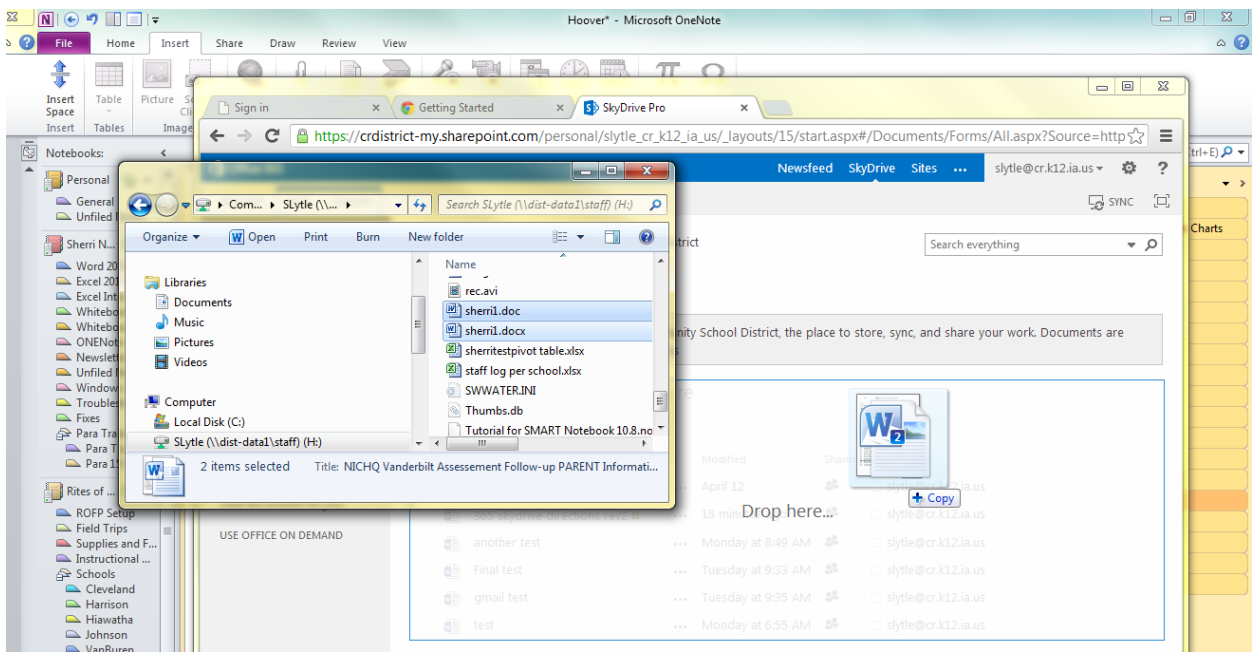 Hoover* - Microsoft OneNote
File Home Insert Share Draw Review View
Insert Space
Table
Picture
Insert Tables Image
Sign in
Getting Started
SkyDrive Pro
https://crdistrict-my.sharepoint.com/personal/slytle_cr_k12_ia_us/_layouts/15/start.aspx#/Documents/Forms/All.aspx?Source=http
Newsfeed SkyDrive Sites ... slytle@cr.k12.ia.us ?
SYNC
Search everything
nity School District, the place to store, sync, and share your work. Documents are
Notebooks:
Personal
General
Unfiled
Sherri N...
Word 20
Excel 201
Excel Int
Whitebo
Whitebo
ONENot
Newslett
Unfiled
Window
Troubles
Fixes
Para Tra
Para T
Para 1
Rites of ...
ROFP Setup
Field Trips
Supplies and F...
Instructional ...
Schools
Cleveland
Harrison
Hiawatha
Johnson
VanBuren
Com... SLytle (\\...
Search SLytle (\\dist-data1\staff) (H:)
Organize Open Print Burn New folder
Libraries
Documents
Music
Pictures
Videos
Computer
Local Disk (C:)
SLytle (\\dist-data1\staff) (H:)
Name
rec.avi
sherri1.doc
sherri1.docx
sherritestpivot table.xlsx
staff log per school.xlsx
SWWATER.INI
Thumbs.db
Tutorial for SMART Notebook 10.8.no
2 items selected Title: NICHQ Vanderbilt Assessement Follow-up PARENT Informati...
USE OFFICE ON DEMAND
Modified
April 12
2
Copy
Drop here...
slytle@cr.k12.ia.us
another test ... Monday at 8:49 AM slytle@cr.k12.ia.us
Final test ... Tuesday at 9:33 AM slytle@cr.k12.ia.us
gmail test ... Tuesday at 9:35 AM slytle@cr.k12.ia.us
test ... Monday at 6:55 AM slytle@cr.k12.ia.us
Charts